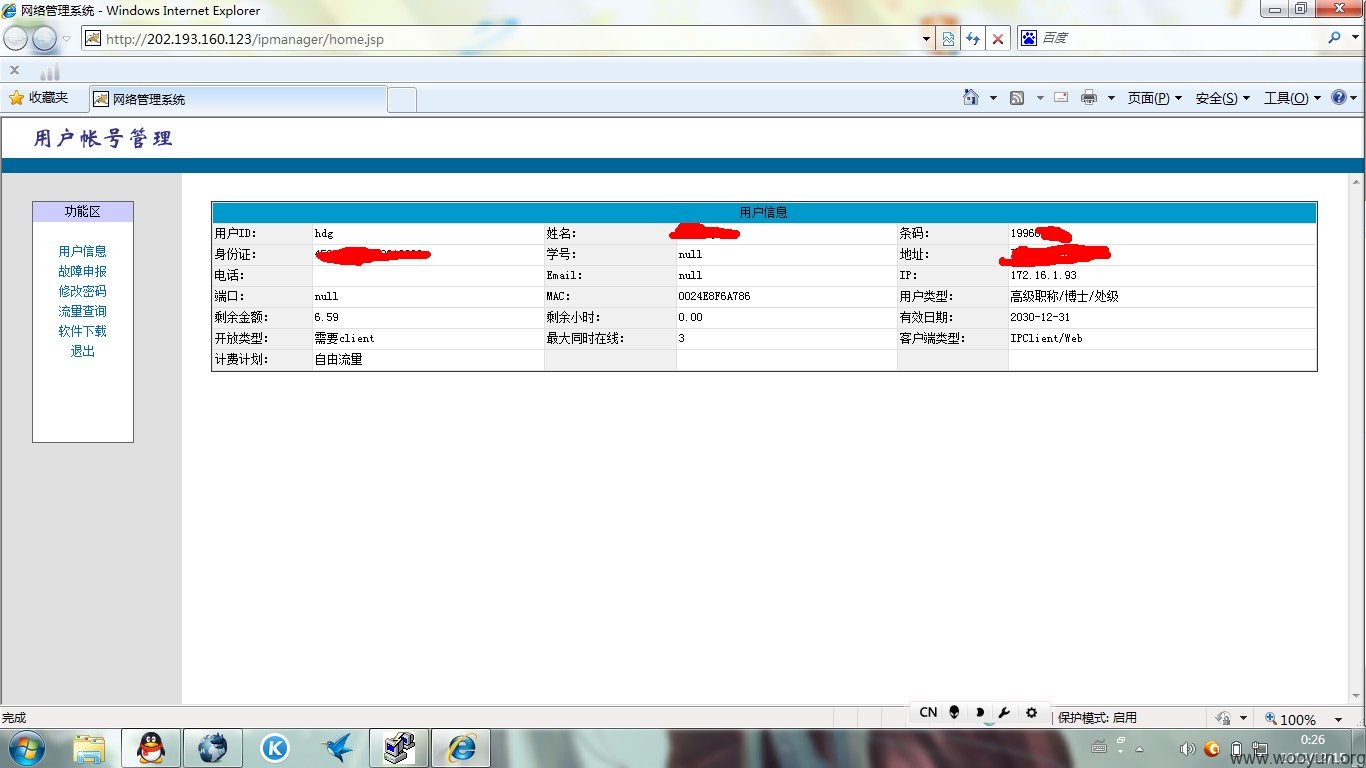 网络管理系统 - Windows Internet Explorer
http://202.193.160.123/ipmanager/home.jsp
百度
收藏夹
网络管理系统
页面(P) 安全(S) 工具(O)
用户帐号管理
功能区
用户信息
故障申报
修改密码
流量查询
软件下载
退出
用户信息
用户ID: hdg 姓名: 条码: 1996
身份证: 学号: null 地址:
电话: Email: null IP: 172.16.1.93
端口: null MAC: 0024E8F6A786 用户类型: 高级职称/博士/处级
剩余金额: 6.59 剩余小时: 0.00 有效日期: 2030-12-31
开放类型: 需要client 最大同时在线: 3 客户端类型: IPClient/Web
计费计划: 自由流量
完成
CN
保护模式: 启用
100%
0:26
www.wooyun.org